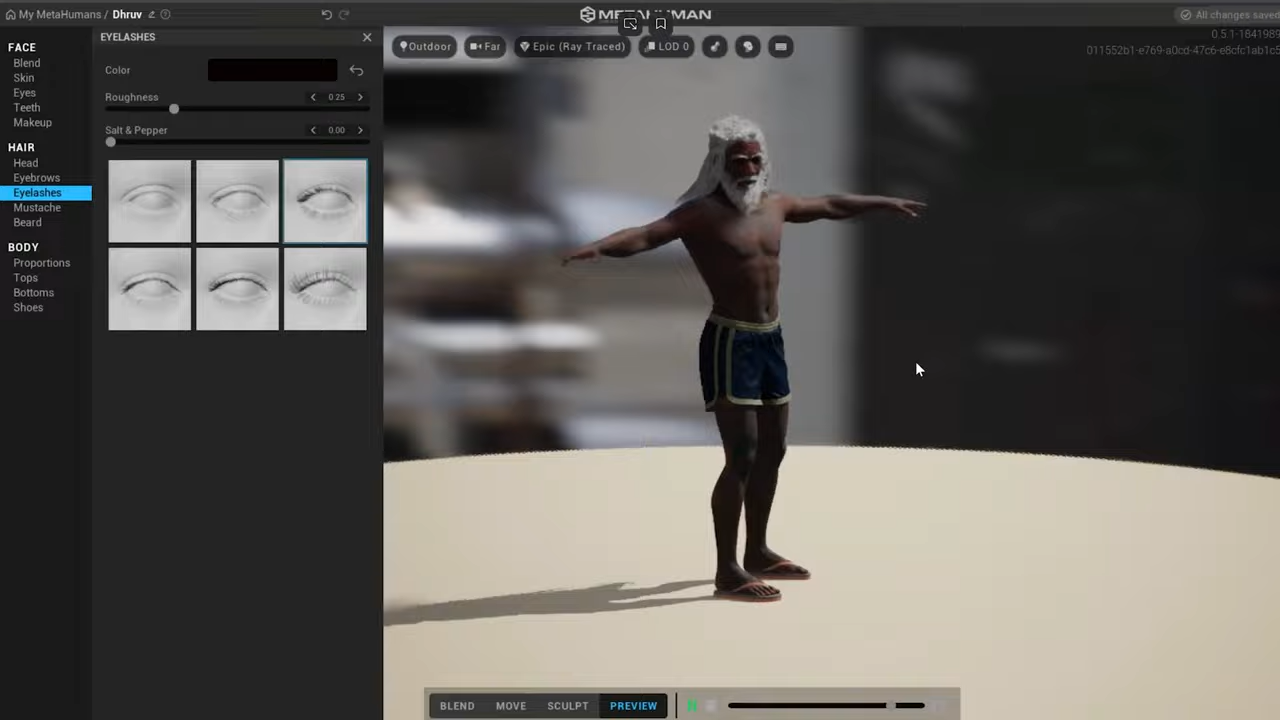 My MetaHumans / Dhruv
METAHUMAN
All changes saved
0.5.1-1841989
011552b1-e769-a0cd-47c6-e8cfc1ab1c5
FACE
Blend
Skin
Eyes
Teeth
Makeup
HAIR
Head
Eyebrows
Eyelashes
Mustache
Beard
BODY
Proportions
Tops
Bottoms
Shoes
EYELASHES
Color
Roughness 0.25
Salt & Pepper 0.00
Outdoor Far Epic (Ray Traced) LOD 0
BLEND MOVE SCULPT PREVIEW